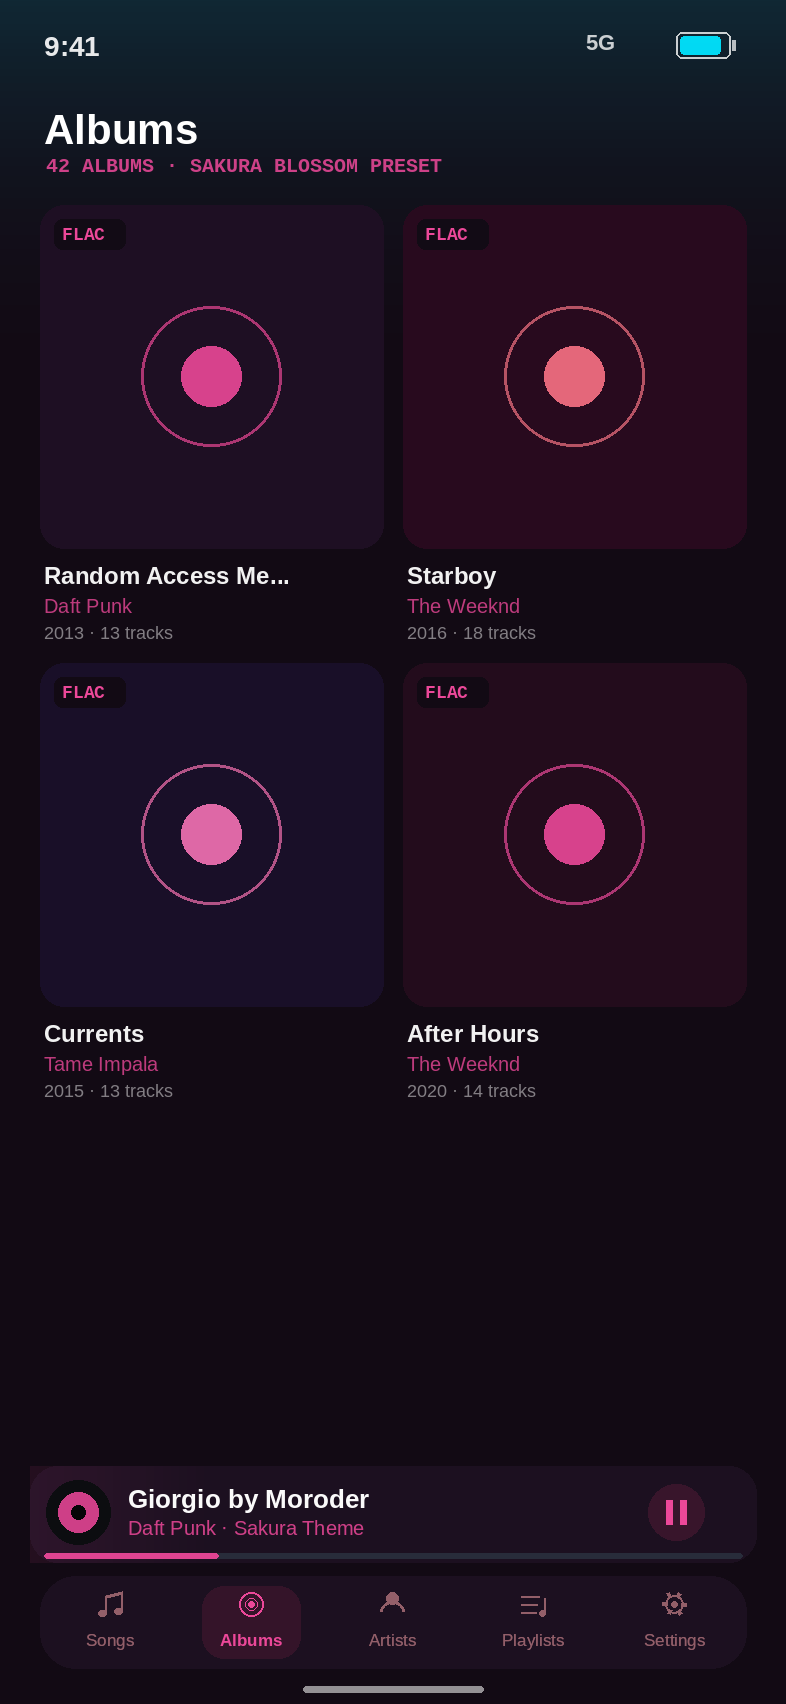 9:41
5G
Albums
42 ALBUMS · SAKURA BLOSSOM PRESET
FLAC
FLAC
Random Access Me...
Starboy
Daft Punk
The Weeknd
2013 · 13 tracks
2016 · 18 tracks
FLAC
FLAC
Currents
After Hours
Tame Impala
The Weeknd
2015 · 13 tracks
2020 · 14 tracks
Giorgio by Moroder
Daft Punk · Sakura Theme
Songs
Albums
Artists
Playlists
Settings